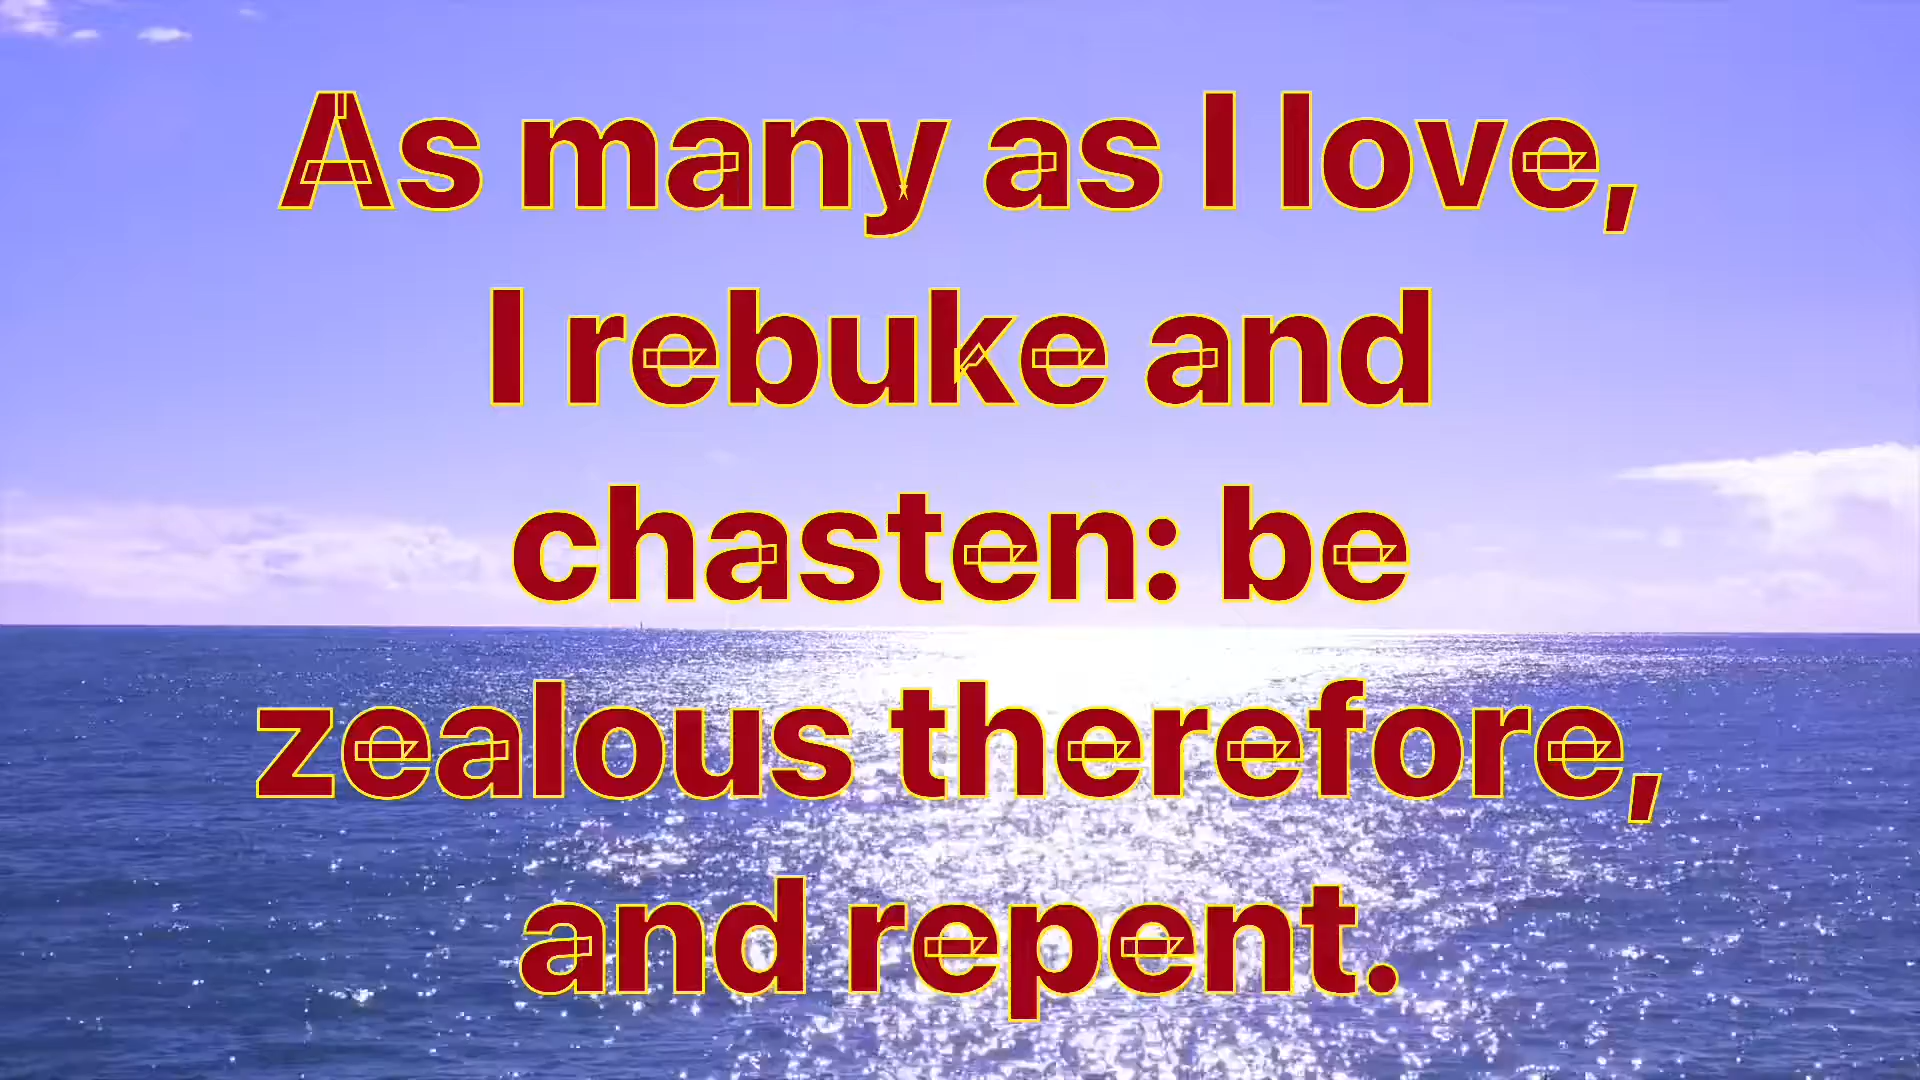 As many as I love,
I rebuke and
chasten: be
zealous therefore,
and repent.